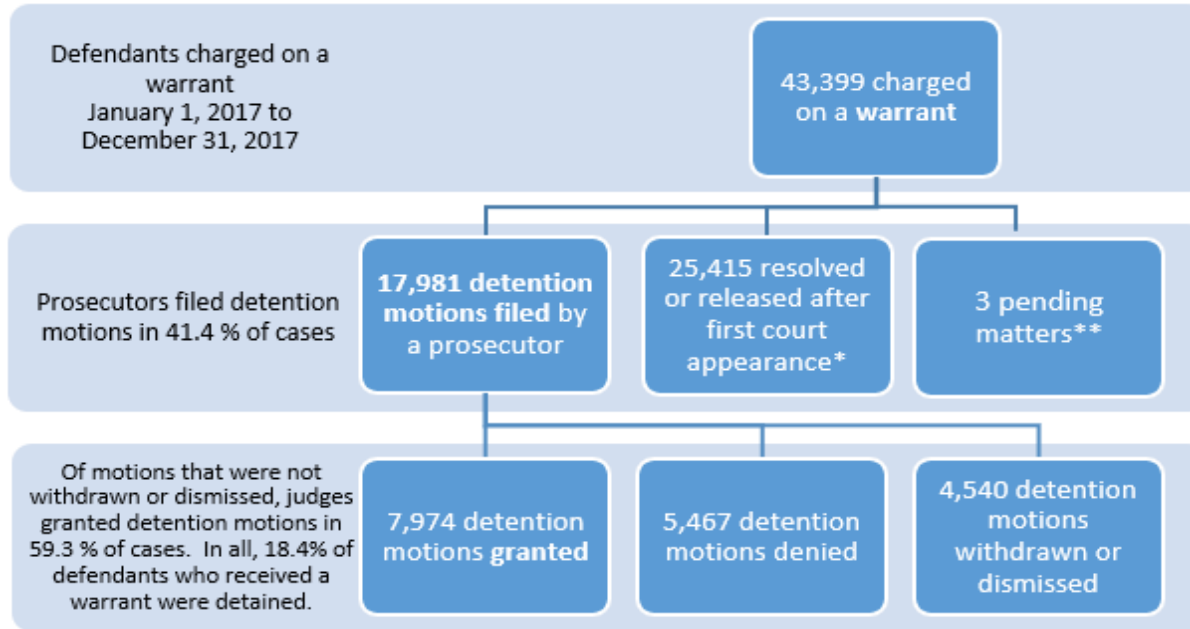 Defendants charged on a
warrant
January 1, 2017 to
December 31, 2017
43,399 charged
on a warrant
Prosecutors filed detention
motions in 41.4 % of cases
17,981 detention
motions filed by
a prosecutor
25,415 resolved
or released after
first court
appearance*
3 pending
matters**
Of motions that were not
withdrawn or dismissed, judges
granted detention motions in
59.3 % of cases.  In all, 18.4% of
defendants who received a
warrant were detained.
7,974 detention
motions granted
5,467 detention
motions denied
4,540 detention
motions
withdrawn or
dismissed